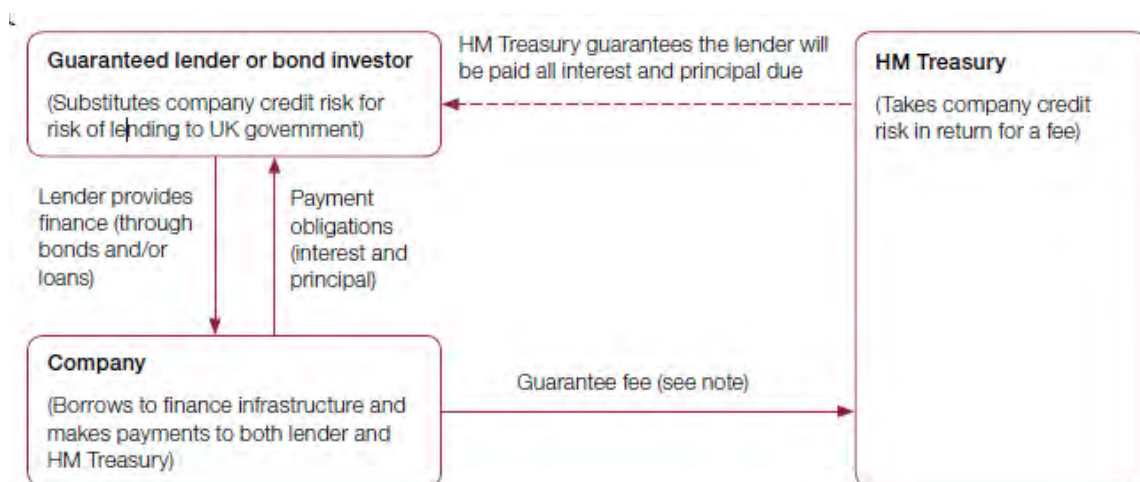 Guaranteed lender or bond investor
(Substitutes company credit risk for
risk of lending to UK government)
HM Treasury guarantees the lender will
be paid all interest and principal due
HM Treasury
(Takes company credit
risk in return for a fee)
Lender provides
finance (through
bonds and/or
loans)
Payment
obligations
(interest and
principal)
Company
(Borrows to finance infrastructure and
makes payments to both lender and
HM Treasury)
Guarantee fee (see note)